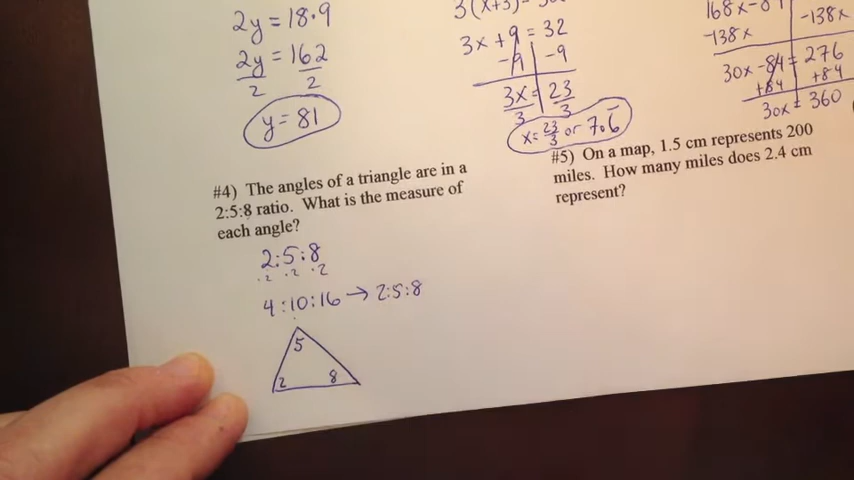 2y = 18·9
2y = 162
2 2
y = 81
3x + 9 = 32
-9 -9
3x = 23
3 3
x = 23/3 or 7.6̅
-138x
-138x
30x - 84 = 276
+84 +84
30x = 360
#4) The angles of a triangle are in a
2:5:8 ratio. What is the measure of
each angle?
2:5:8
·2 ·2 ·2
4:10:16 → 2:5:8
5
2 8
#5) On a map, 1.5 cm represents 200
miles. How many miles does 2.4 cm
represent?